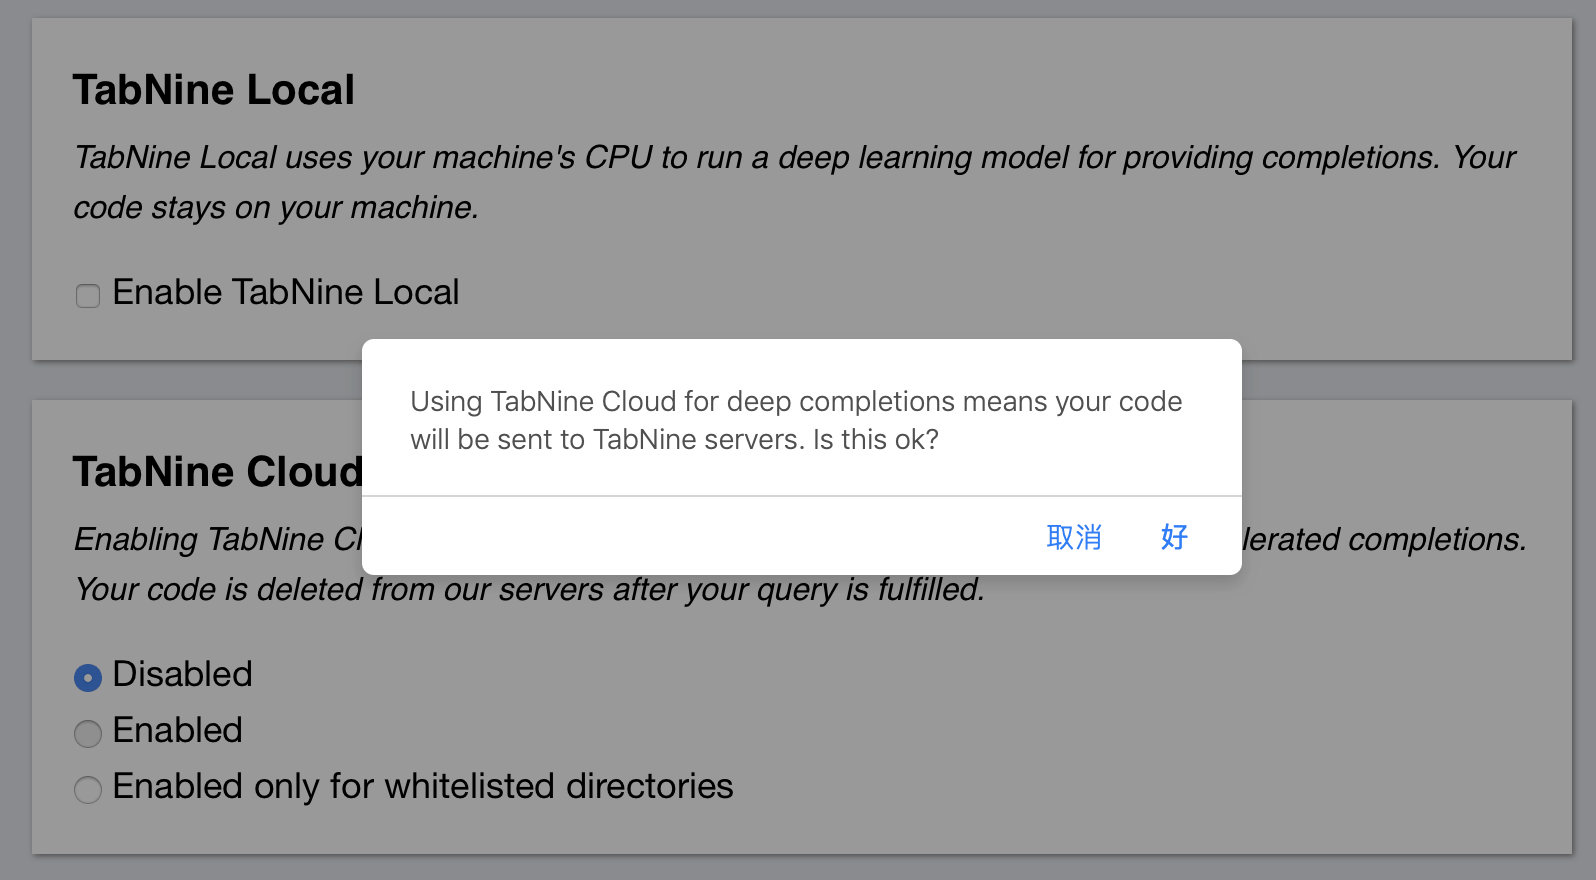 TabNine Local
TabNine Local uses your machine's CPU to run a deep learning model for providing completions. Your
code stays on your machine.
Enable TabNine Local
Using TabNine Cloud for deep completions means your code
will be sent to TabNine servers. Is this ok?
取消 好
TabNine Cloud
Enabling TabNine Cl lerated completions.
Your code is deleted from our servers after your query is fulfilled.
Disabled
Enabled
Enabled only for whitelisted directories